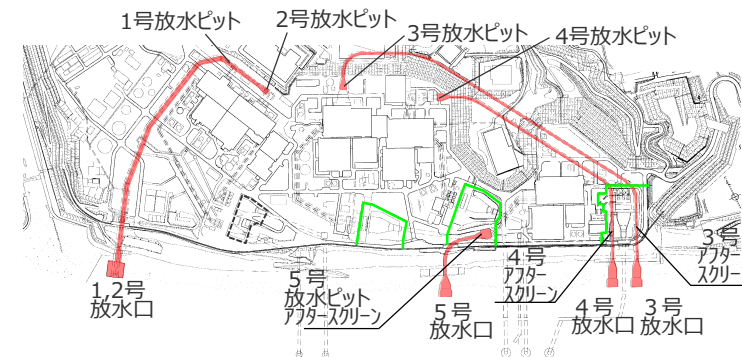 1号放水ピット
2号放水ピット
3号放水ピット
4号放水ピット
1,2号
放水口
5号
放水ピット
アフタースクリーン
5号
放水口
4号
アフター
スクリーン
4号
放水口
3号
放水口
3号
アフター
スクリー